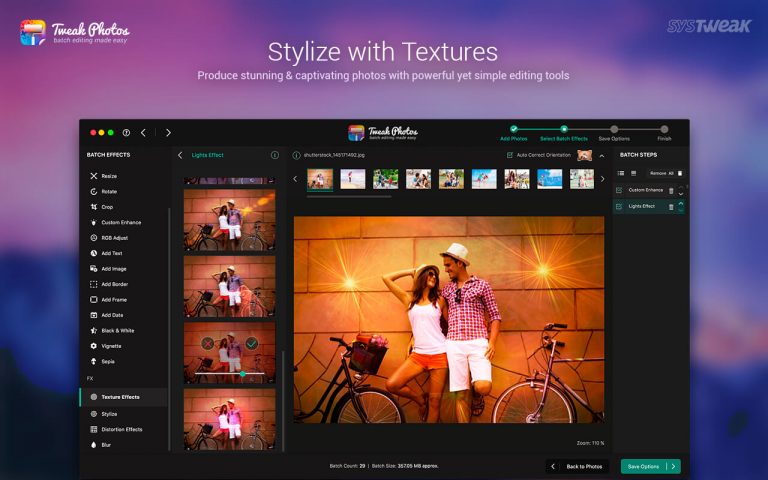 Tweak Photos
batch editing made easy
SYSTWEAK
Stylize with Textures
Produce stunning & captivating photos with powerful yet simple editing tools
Tweak Photos
batch editing made easy
Add Photos
Select Batch Effects
Save Options
Finish
BATCH EFFECTS
Resize
Rotate
Crop
Custom Enhance
RGB Adjust
Add Text
Add Image
Add Border
Add Frame
Add Date
Black & White
Vignette
Sepia
FX
Texture Effects
Stylize
Distortion Effects
Blur
Lights Effect
shutterstock_145171492.jpg
Auto Correct Orientation
Zoom: 110 %
BATCH STEPS
Remove All
Custom Enhance
Lights Effect
Batch Count: 29 | Batch Size: 357.05 MB approx.
Back to Photos
Save Options